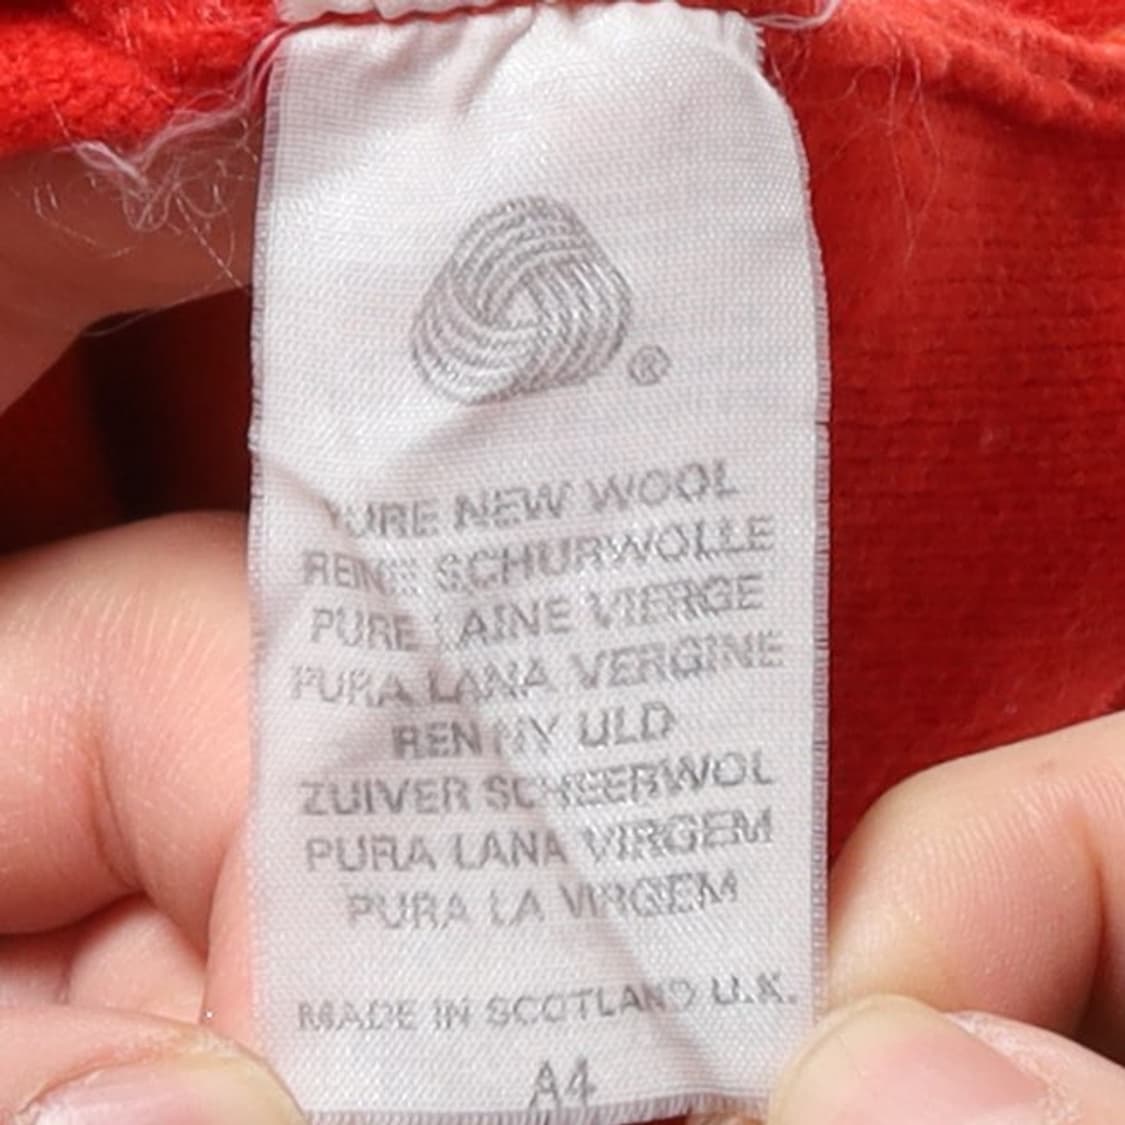 ®
PURE NEW WOOL
REINE SCHURWOLLE
PURE LAINE VIERGE
PURA LANA VERGINE
REN NY ULD
ZUIVER SCHEERWOL
PURA LANA VIRGEM
PURA LA VIRGEM
MADE IN SCOTLAND U.K.
A4